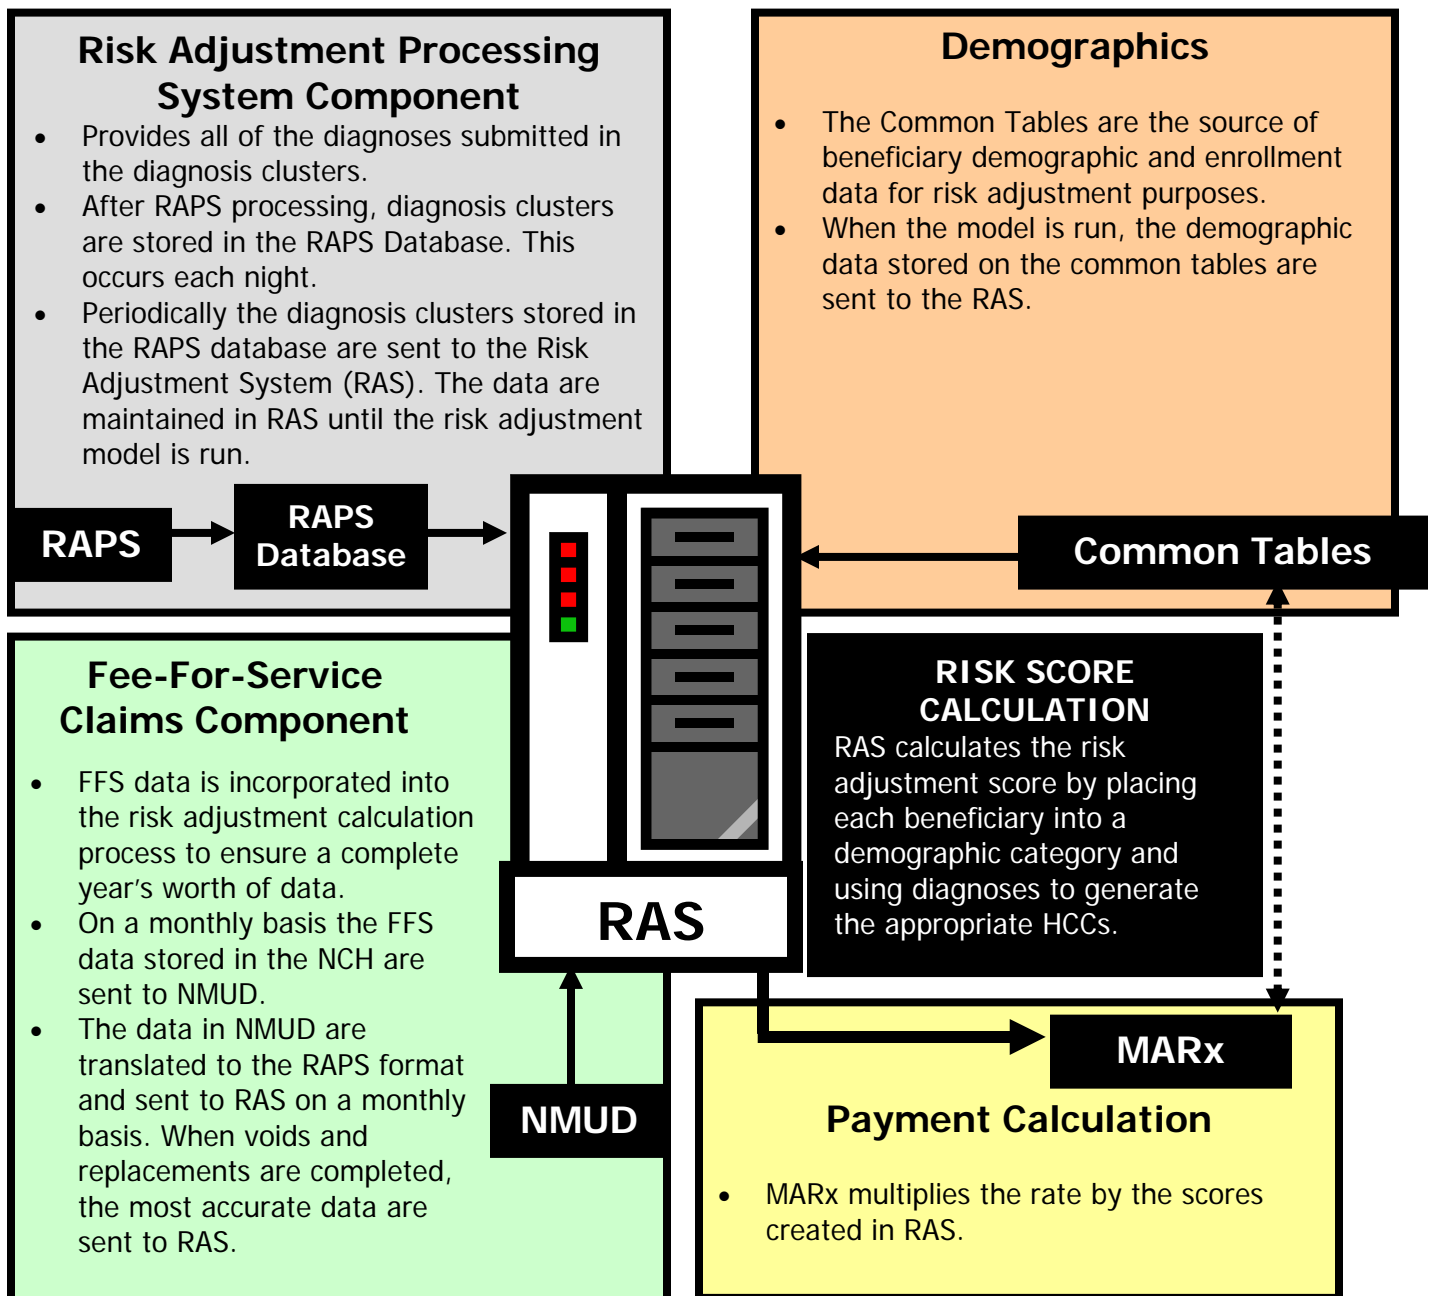 Risk Adjustment Processing
System Component
• Provides all of the diagnoses submitted in
the diagnosis clusters.
• After RAPS processing, diagnosis clusters
are stored in the RAPS Database. This
occurs each night.
• Periodically the diagnosis clusters stored in
the RAPS database are sent to the Risk
Adjustment System (RAS). The data are
maintained in RAS until the risk adjustment
model is run.
RAPS
RAPS
Database
Demographics
• The Common Tables are the source of
beneficiary demographic and enrollment
data for risk adjustment purposes.
• When the model is run, the demographic
data stored on the common tables are
sent to the RAS.
Common Tables
Fee-For-Service
Claims Component
• FFS data is incorporated into
the risk adjustment calculation
process to ensure a complete
year's worth of data.
• On a monthly basis the FFS
data stored in the NCH are
sent to NMUD.
• The data in NMUD are
translated to the RAPS format
and sent to RAS on a monthly
basis. When voids and
replacements are completed,
the most accurate data are
sent to RAS.
NMUD
RAS
RISK SCORE
CALCULATION
RAS calculates the risk
adjustment score by placing
each beneficiary into a
demographic category and
using diagnoses to generate
the appropriate HCCs.
MARx
Payment Calculation
• MARx multiplies the rate by the scores
created in RAS.